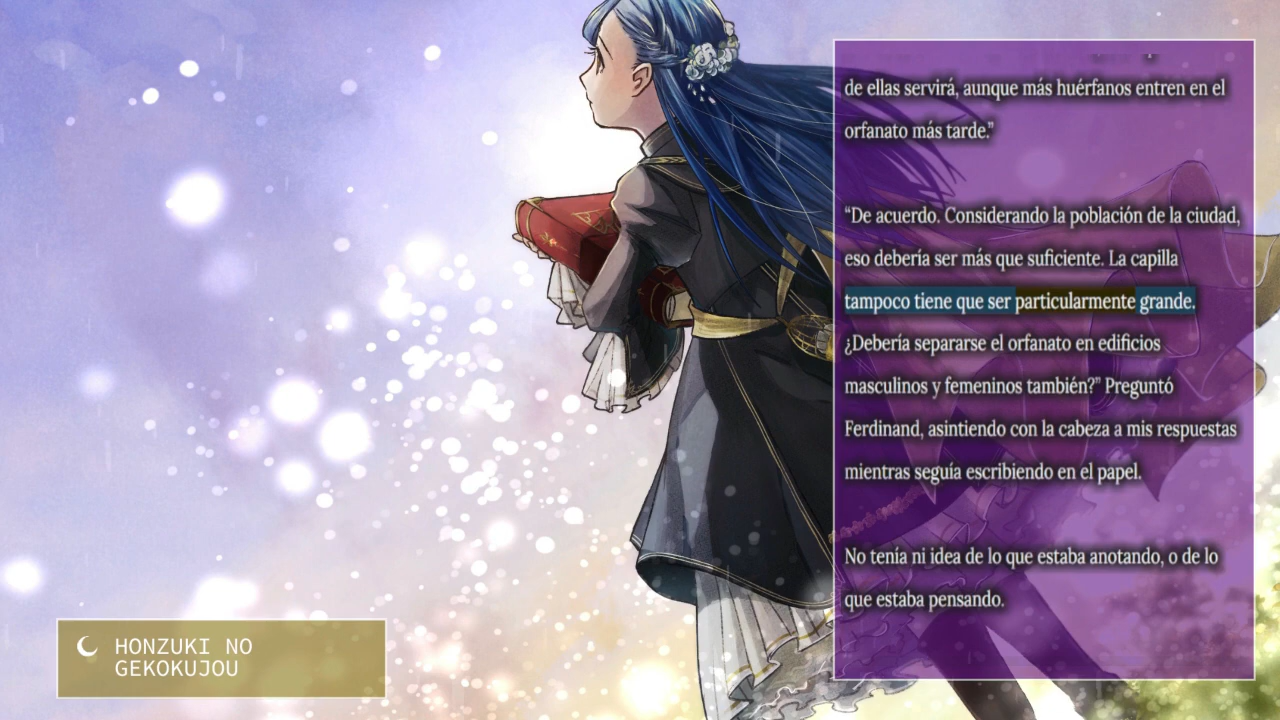 de ellas servirá, aunque más huérfanos entren en el
orfanato más tarde.”
“De acuerdo. Considerando la población de la ciudad,
eso debería ser más que suficiente. La capilla
tampoco tiene que ser particularmente grande.
¿Debería separarse el orfanato en edificios
masculinos y femeninos también?” Preguntó
Ferdinand, asintiendo con la cabeza a mis respuestas
mientras seguía escribiendo en el papel.
No tenía ni idea de lo que estaba anotando, o de lo
que estaba pensando.
HONZUKI NO
GEKOKUJOU